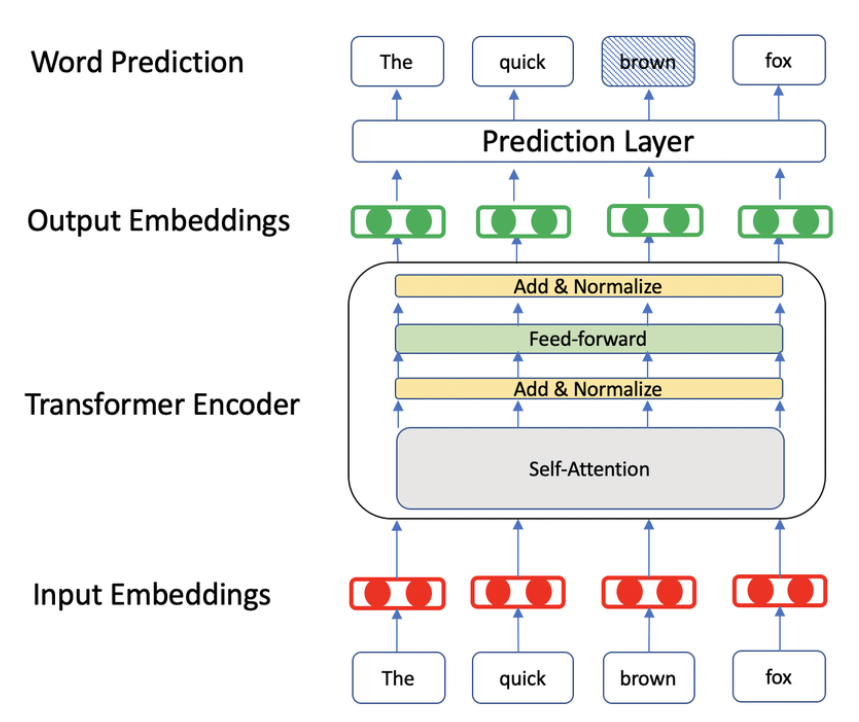 Word Prediction
The quick brown fox
Prediction Layer
Output Embeddings
Add & Normalize
Feed-forward
Add & Normalize
Transformer Encoder
Self-Attention
Input Embeddings
The quick brown fox